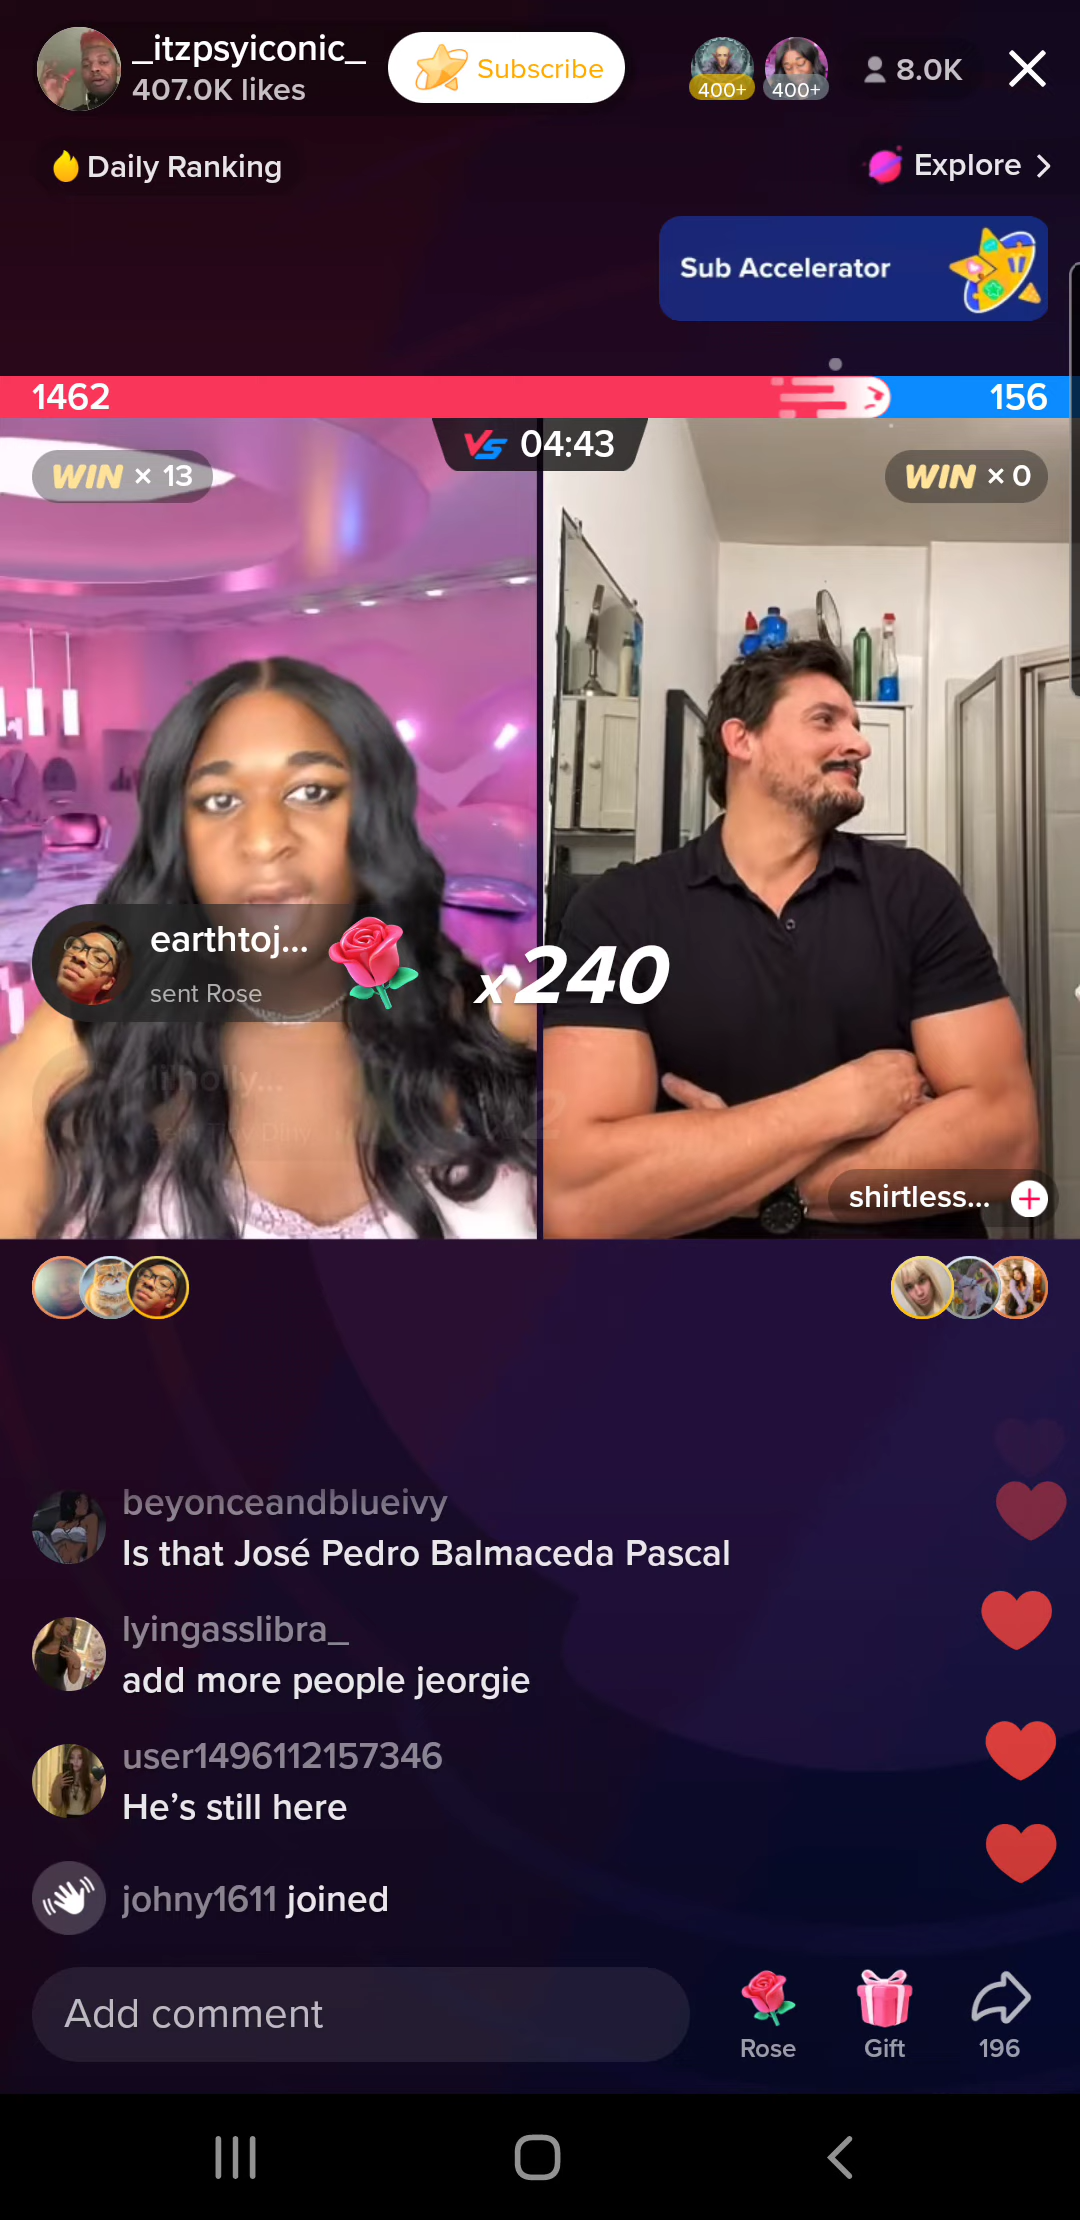 _itzpsyiconic_
407.0K likes
Subscribe
400+
400+
8.0K
Daily Ranking
Explore
Sub Accelerator
1462
156
VS 04:43
WIN × 13
WIN × 0
earthtoj...
sent Rose
x240
lilholly...
shirtless...
beyonceandblueivy
Is that José Pedro Balmaceda Pascal
lyingasslibra_
add more people jeorgie
user1496112157346
He’s still here
johny1611 joined
Add comment
Rose
Gift
196